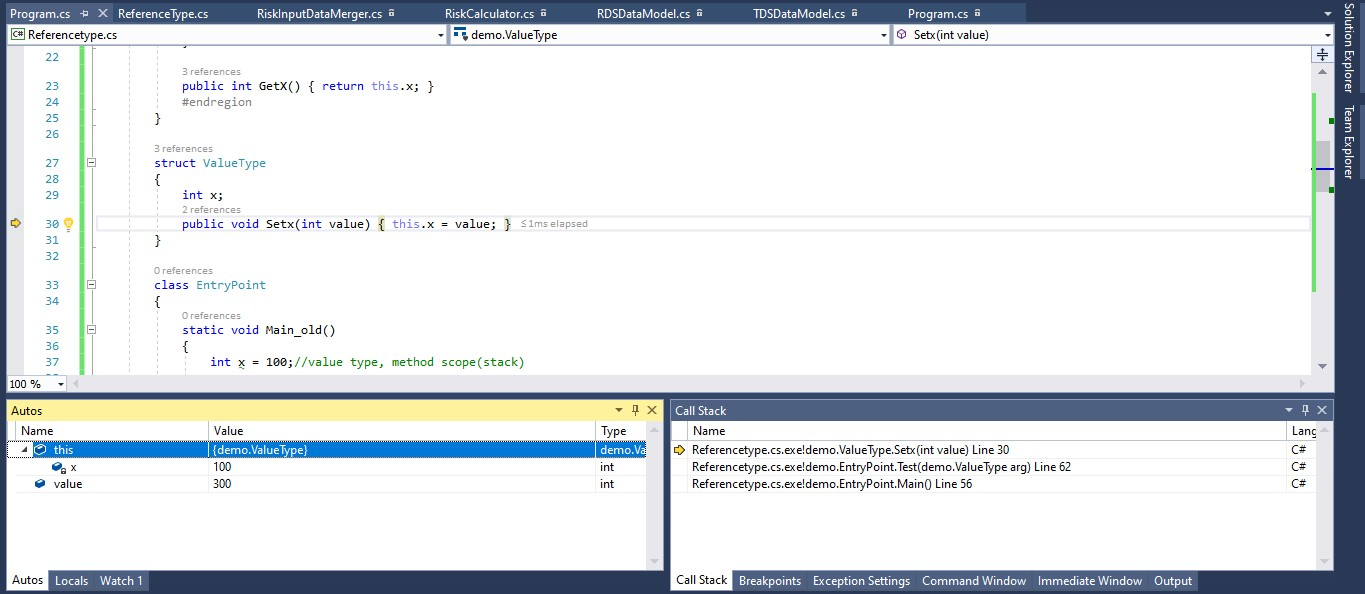 Program.cs
ReferenceType.cs
RiskInputDataMerger.cs
RiskCalculator.cs
RDSDataModel.cs
TDSDataModel.cs
Program.cs
C# Referencetype.cs
demo.ValueType
Setx(int value)
22
3 references
23 public int GetX() { return this.x; }
24 #endregion
25 }
26
3 references
27 struct ValueType
28 {
29 int x;
2 references
30 public void Setx(int value) { this.x = value; } ≤1ms elapsed
31 }
32
0 references
33 class EntryPoint
34 {
0 references
35 static void Main_old()
36 {
37 int x = 100;//value type, method scope(stack)
100 %
Solution Explorer
Team Explorer
Autos
Name Value Type
this {demo.ValueType} demo.Va
x 100 int
value 300 int
Autos Locals Watch 1
Call Stack
Name Lang
Referencetype.cs.exe!demo.ValueType.Setx(int value) Line 30 C#
Referencetype.cs.exe!demo.EntryPoint.Test(demo.ValueType arg) Line 62 C#
Referencetype.cs.exe!demo.EntryPoint.Main() Line 56 C#
Call Stack Breakpoints Exception Settings Command Window Immediate Window Output